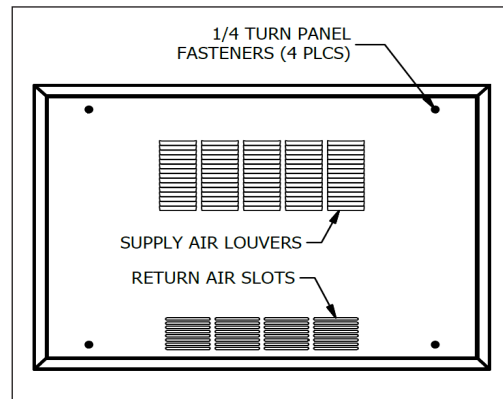 1/4 TURN PANEL
FASTENERS (4 PLCS)
SUPPLY AIR LOUVERS
RETURN AIR SLOTS